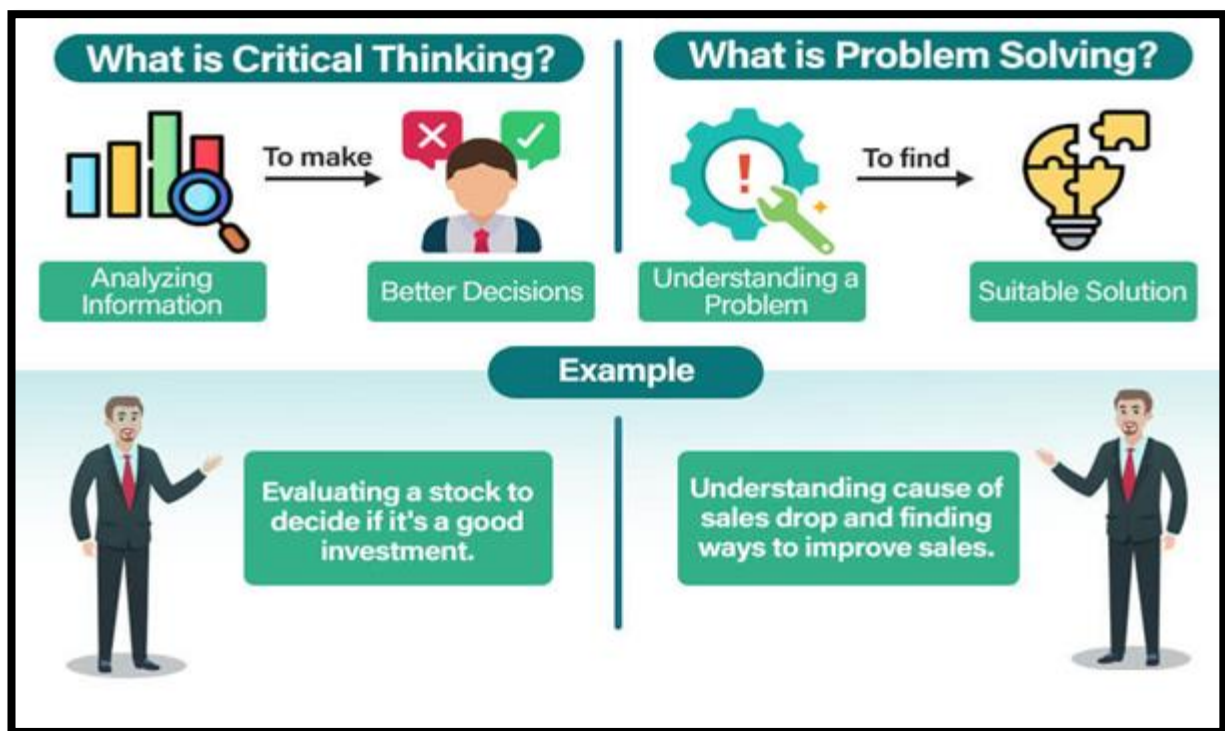 What is Critical Thinking?
To make
Analyzing
Information
Better Decisions
What is Problem Solving?
To find
Understanding a
Problem
Suitable Solution
Example
Evaluating a stock to
decide if it's a good
investment.
Understanding cause of
sales drop and finding
ways to improve sales.